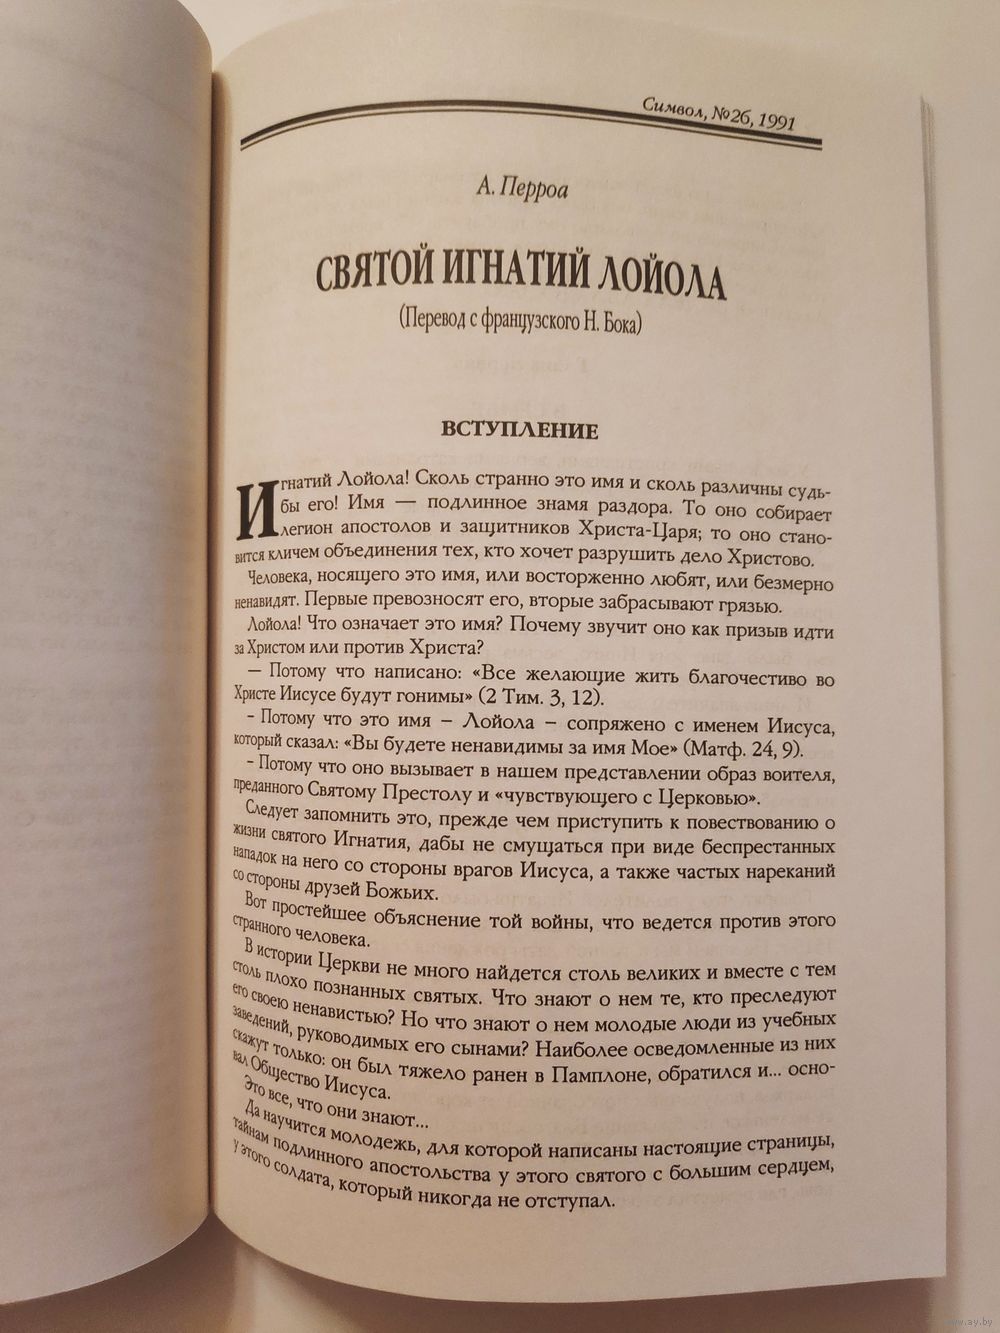 Символ, №26, 1991
А. Перроа
СВЯТОЙ ИГНАТИЙ ЛОЙОЛА
(Перевод с французского Н. Бока)
ВСТУПЛЕНИЕ
Игнатий Лойола! Сколь странно это имя и сколь различны судь-
бы его! Имя — подлинное знамя раздора. То оно собирает
легион апостолов и защитников Христа-Царя; то оно стано-
вится кличем объединения тех, кто хочет разрушить дело Христово.
Человека, носящего это имя, или восторженно любят, или безмерно
ненавидят. Первые превозносят его, вторые забрасывают грязью.
Лойола! Что означает это имя? Почему звучит оно как призыв идти
за Христом или против Христа?
— Потому что написано: «Все желающие жить благочестиво во
Христе Иисусе будут гонимы» (2 Тим. 3, 12).
– Потому что это имя – Лойола – сопряжено с именем Иисуса,
который сказал: «Вы будете ненавидимы за имя Мое» (Матф. 24, 9).
– Потому что оно вызывает в нашем представлении образ воителя,
преданного Святому Престолу и «чувствующего с Церковью».
Следует запомнить это, прежде чем приступить к повествованию о
жизни святого Игнатия, дабы не смущаться при виде беспрестанных
нападок на него со стороны врагов Иисуса, а также частых нареканий
со стороны друзей Божьих.
Вот простейшее объяснение той войны, что ведется против этого
странного человека.
В истории Церкви не много найдется столь великих и вместе с тем
столь плохо познанных святых. Что знают о нем те, кто преследуют
его своею ненавистью? Но что знают о нем молодые люди из учебных
заведений, руководимых его сынами? Наиболее осведомленные из них
скажут только: он был тяжело ранен в Памплоне, обратился и... осно-
вал Общество Иисуса.
Это все, что они знают...
Да научится молодежь, для которой написаны настоящие страницы,
тайнам подлинного апостольства у этого святого с большим сердцем,
у этого солдата, который никогда не отступал.
www.ay.by